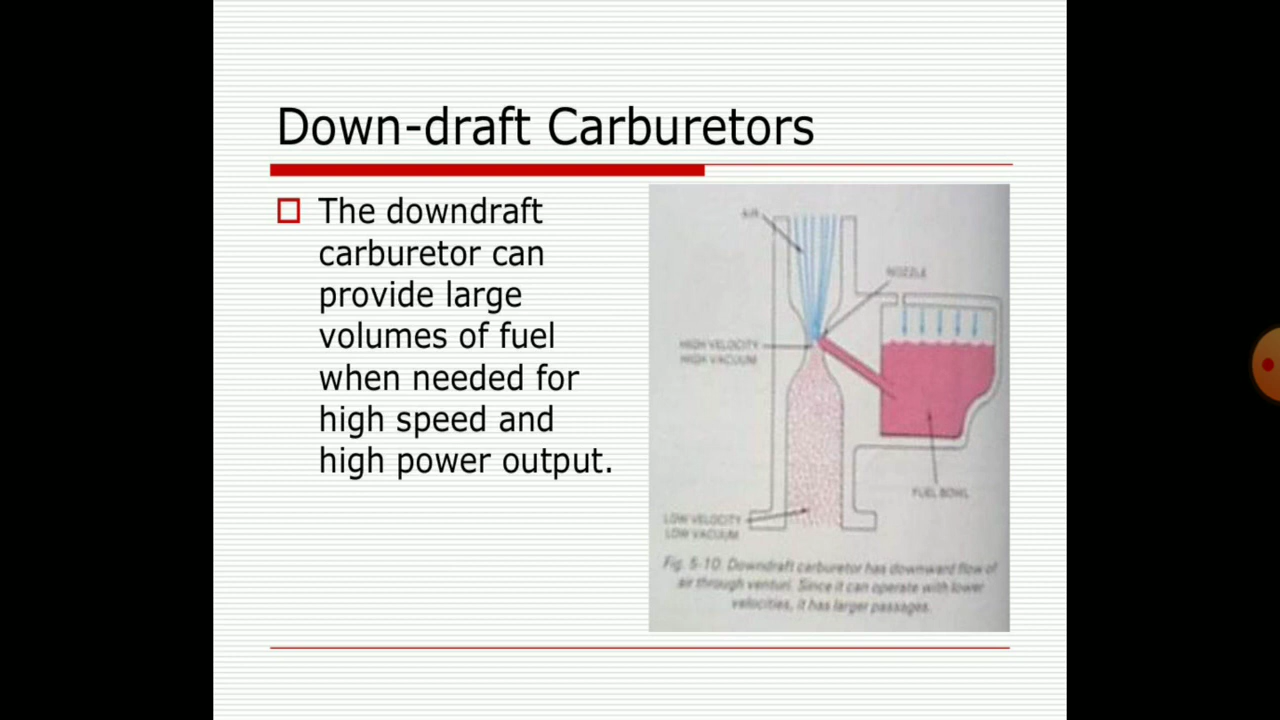 Down-draft Carburetors
The downdraft
carburetor can
provide large
volumes of fuel
when needed for
high speed and
high power output.
AIR
NOZZLE
HIGH VELOCITY
HIGH VACUUM
FUEL BOWL
LOW VELOCITY
LOW VACUUM
Fig. 5-10. Downdraft carburetor has downward flow of
air through venturi. Since it can operate with lower
velocities, it has larger passages.